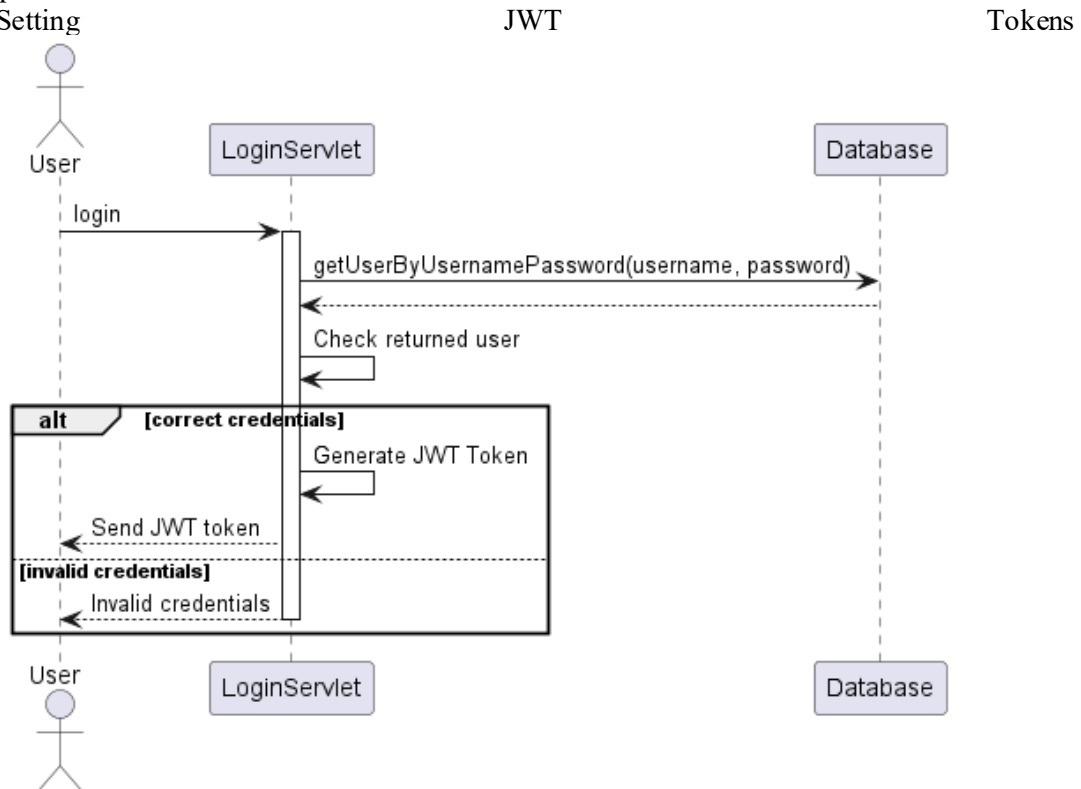 Setting JWT Tokens
User
LoginServlet
Database
login
getUserByUsernamePassword(username, password)
Check returned user
alt [correct credentials]
Generate JWT Token
Send JWT token
[invalid credentials]
Invalid credentials
User
LoginServlet
Database